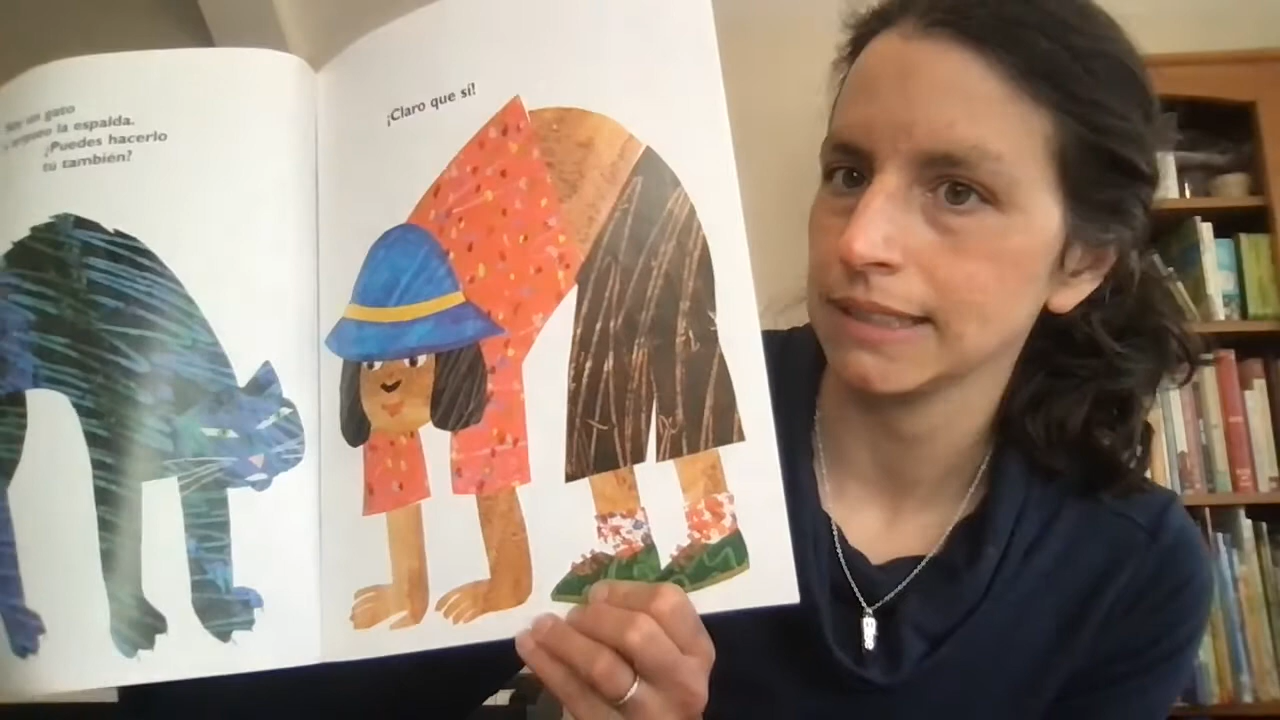 Soy un gato
y arqueo la espalda.
¿Puedes hacerlo
tú también?
¡Claro que sí!